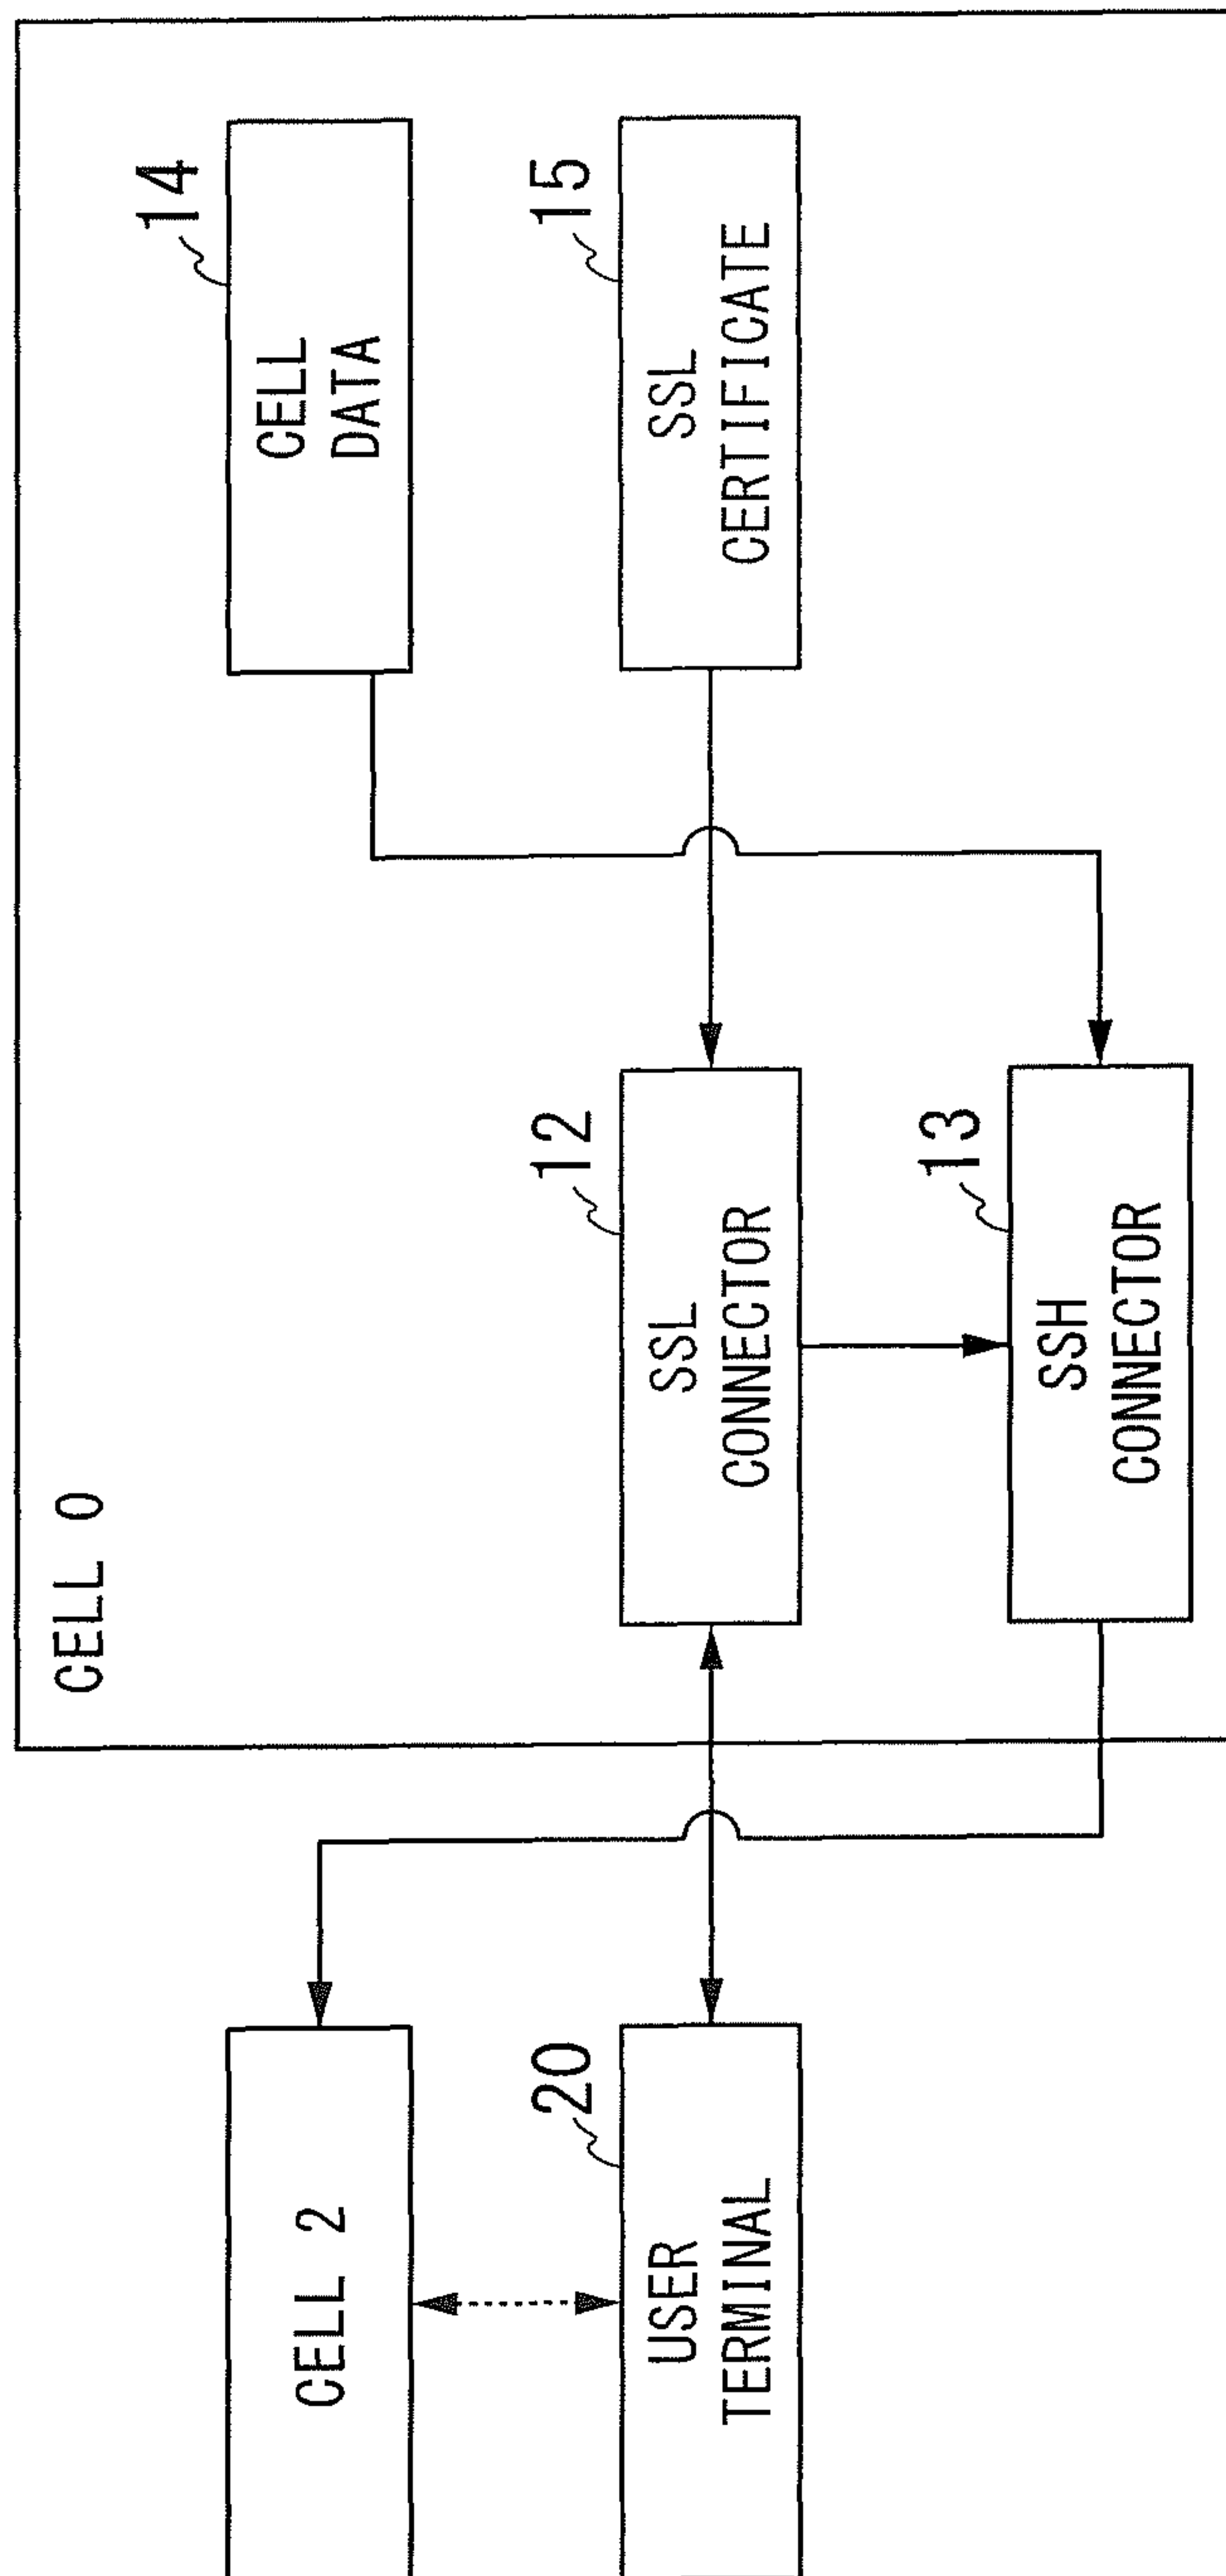 CELL 2
20
USER
TERMINAL
CELL 0
12
SSL
CONNECTOR
13
SSH
CONNECTOR
14
CELL
DATA
15
SSL
CERTIFICATE